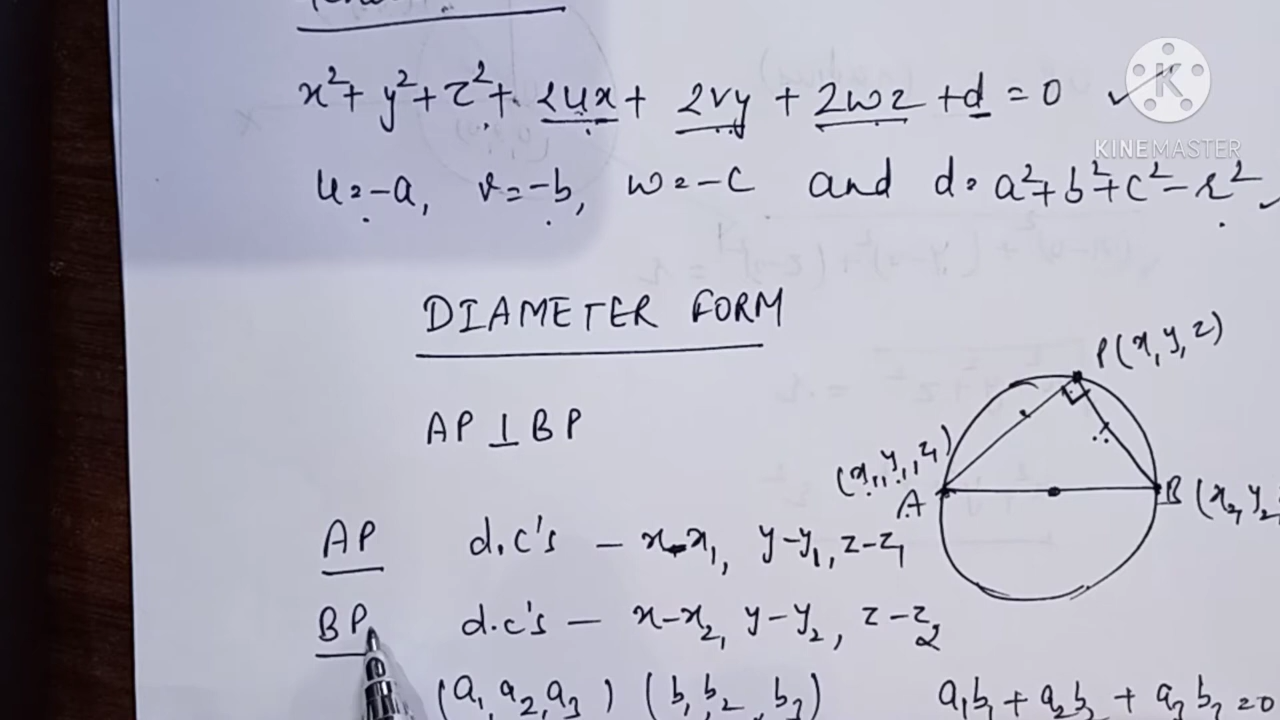 x²+ y²+ z²+ 2ux + 2vy + 2wz + d = 0 ✓
KINEMASTER
u=-a, v=-b, w=-c and d= a²+b²+c²-r² ✓
DIAMETER FORM
P(x, y, z)
AP ⊥ BP
(x₁, y₁, z₁)
A
B (x₂, y₂,
AP d.c's – x-x₁, y-y₁, z-z₁
BP d.c's – x-x₂, y-y₂, z-z₂
(a₁, a₂, a₃) (b₁, b₂, b₃) a₁b₁ + a₂b₂ + a₃b₃ = 0